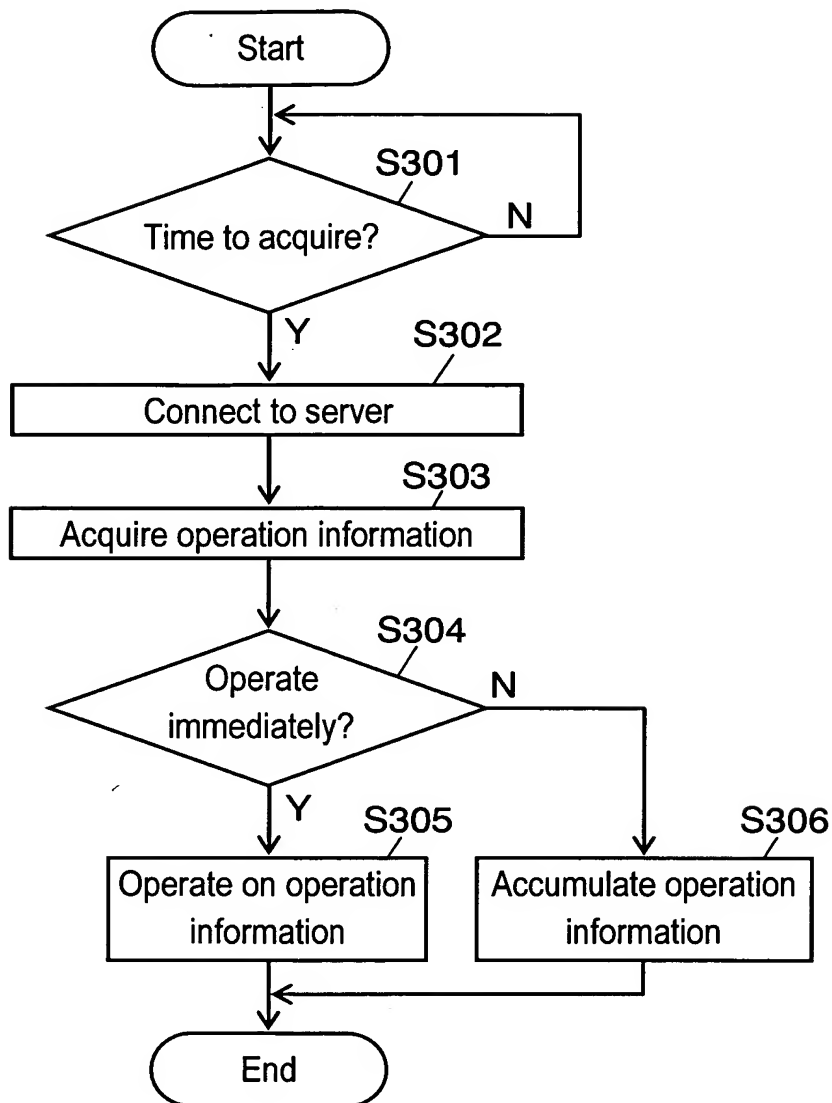 Start
S301
Time to acquire?
N
Y
S302
Connect to server
S303
Acquire operation information
S304
Operate
immediately?
N
Y
S305
Operate on operation
information
S306
Accumulate operation
information
End